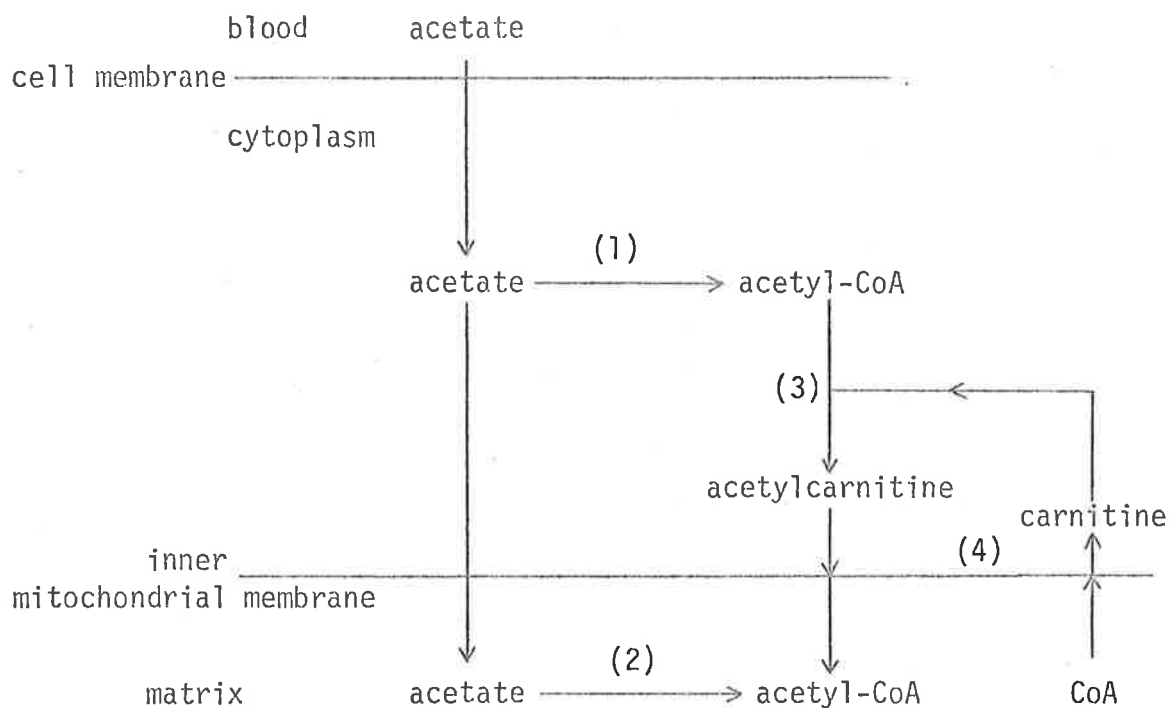 blood acetate
cell membrane
cytoplasm
(1)
acetate acetyl-CoA
(3)
acetylcarnitine
carnitine
inner (4)
mitochondrial membrane
(2)
matrix acetate acetyl-CoA CoA